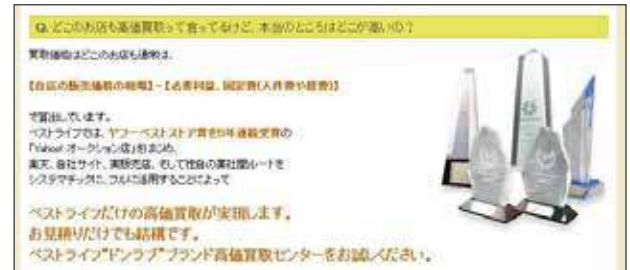 Q. どこのお店も高価買取って言ってるけど、本当のところはどこが高いの？
買取価格はどこのお店も通常は、
【自店の販売価格の相場】－【必要利益、固定費(人件費や経費)】
で算出しています。
ベストライフでは、ヤフーベストストア賞を5年連続受賞の
「Yahoo!オークション店」をはじめ、
楽天、自社サイト、実販売店、そして独自の業社間ルートを
システマチックに、フルに活用することによって
ベストライフだけの高価買取が実現します。
お見積りだけでも結構です。
ベストライフ"ドンラブ"ブランド高価買取センターをお試しください。